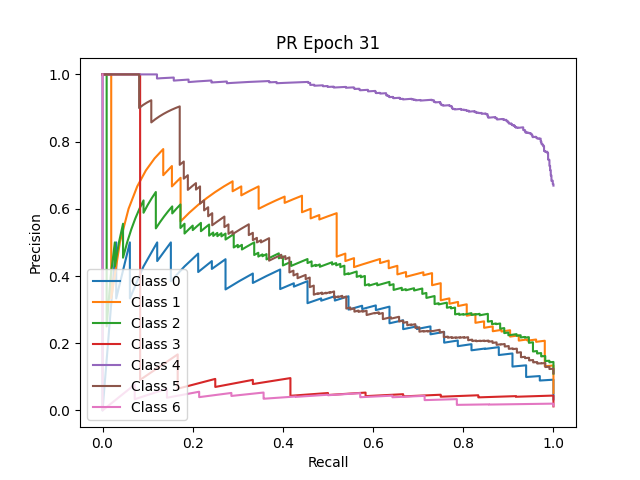 PR Epoch 31
Precision
1.0
0.8
0.6
0.4
0.2
0.0
Class 0
Class 1
Class 2
Class 3
Class 4
Class 5
Class 6
0.0 0.2 0.4 0.6 0.8 1.0
Recall